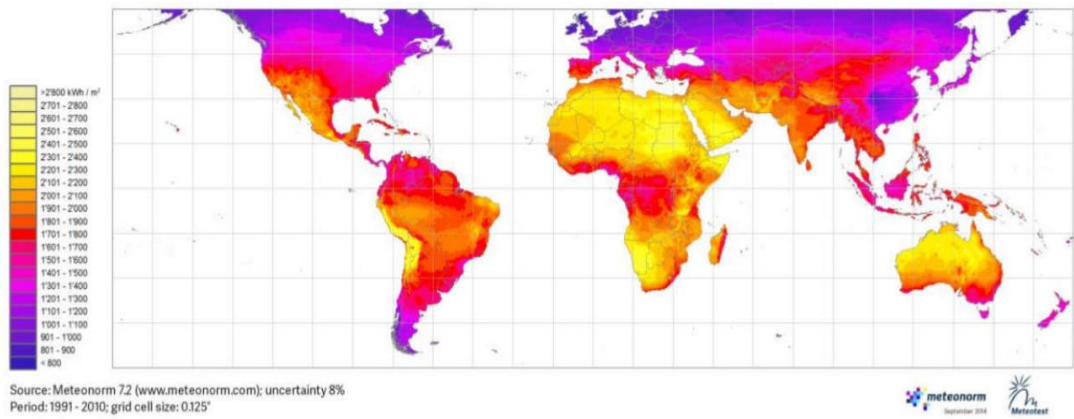 >2'800 kWh / m²
2'701 - 2'800
2'601 - 2'700
2'501 - 2'600
2'401 - 2'500
2'301 - 2'400
2'201 - 2'300
2'101 - 2'200
2'001 - 2'100
1'901 - 2'000
1'801 - 1'900
1'701 - 1'800
1'601 - 1'700
1'501 - 1'600
1'401 - 1'500
1'301 - 1'400
1'201 - 1'300
1'101 - 1'200
1'001 - 1'100
901 - 1'000
801 - 900
< 800
Source: Meteonorm 7.2 (www.meteonorm.com); uncertainty 8%
Period: 1991 - 2010; grid cell size: 0.125°
meteonorm
September 2014
Meteotest